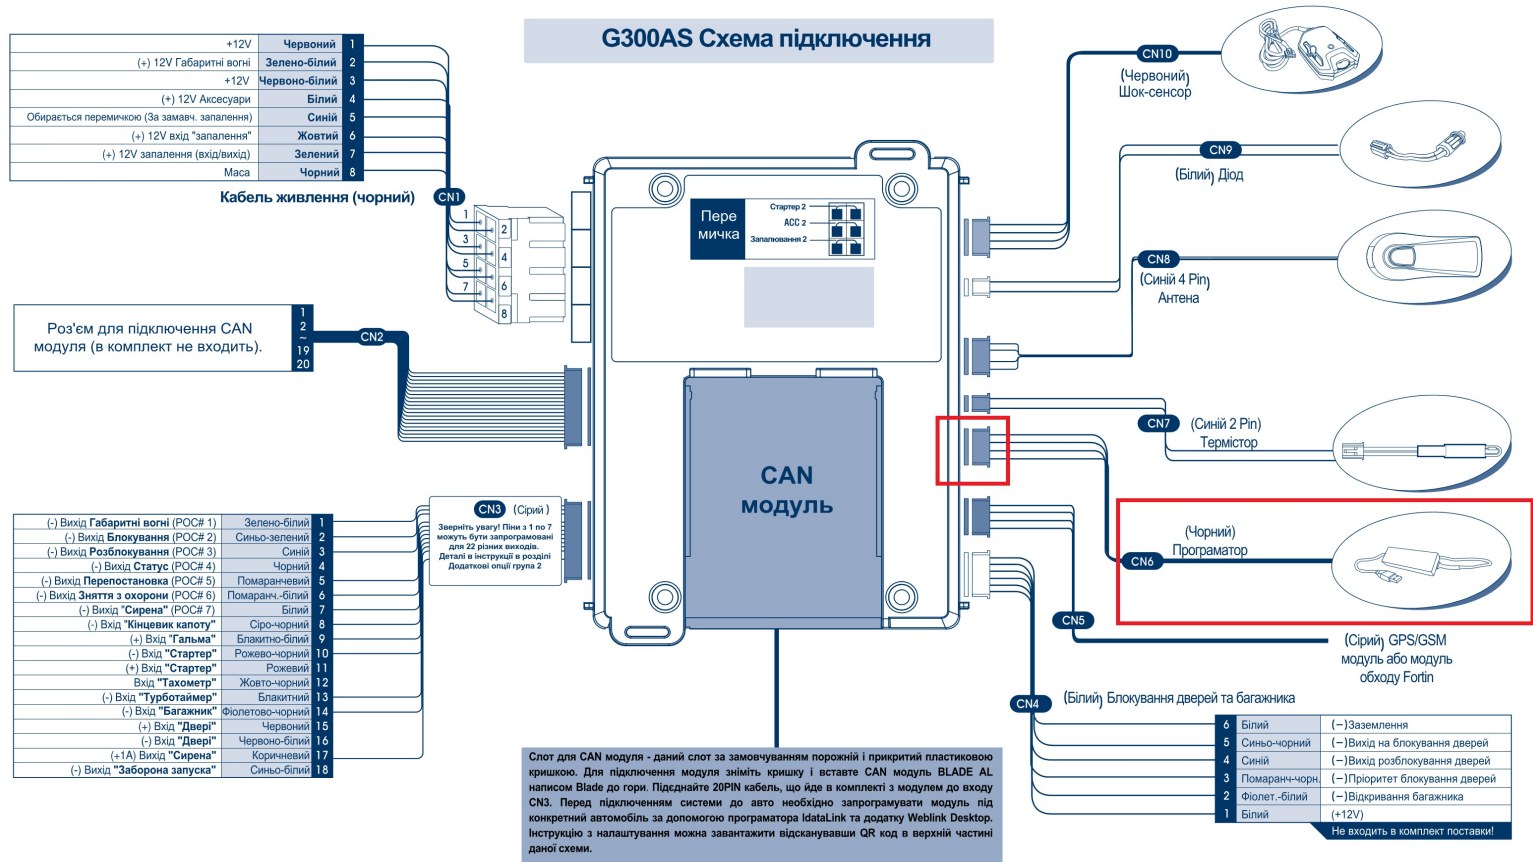 G300AS Схема підключення
+12V Червоний 1
(+) 12V Габаритні вогні Зелено-білий 2
+12V Червоно-білий 3
(+) 12V Аксесуари Білий 4
Обирається перемичкою (За замавч. запалення) Синій 5
(+) 12V вхід "запалення" Жовтий 6
(+) 12V запалення (вхід/вихід) Зелений 7
Маса Чорний 8
Кабель живлення (чорний)
CN1
1
2
3
4
5
6
7
8
Роз'єм для підключення CAN
модуля (в комплект не входить).
1
2
~
19
20
CN2
CN3 (Сірий )
Зверніть увагу! Піни з 1 по 7
можуть бути запрограмовані
для 22 різних виходів.
Деталі в інструкції в розділі
Додаткові опції група 2
(-) Вихід Габаритні вогні (POC# 1) Зелено-білий 1
(-) Вихід Блокування (POC# 2) Синьо-зелений 2
(-) Вихід Розблокування (POC# 3) Синій 3
(-) Вихід Статус (POC# 4) Чорний 4
(-) Вихід Перепостановка (POC# 5) Помаранчевий 5
(-) Вихід Зняття з охорони (POC# 6) Помаранч.-білий 6
(-) Вихід "Сирена" (POC# 7) Білий 7
(-) Вхід "Кінцевик капоту" Сіро-чорний 8
(+) Вхід "Гальма" Блакитно-білий 9
(-) Вхід "Стартер" Рожево-чорний 10
(+) Вхід "Стартер" Рожевий 11
Вхід "Тахометр" Жовто-чорний 12
(-) Вхід "Турботаймер" Блакитний 13
(-) Вхід "Багажник" Фіолетово-чорний 14
(+) Вхід "Двері" Червоний 15
(-) Вхід "Двері" Червоно-білий 16
(+1A) Вхід "Сирена" Коричневий 17
(-) Вхід "Заборона запуска" Синьо-білий 18
Пере
мичка
Стартер 2
ACC 2
Запалювання 2
CAN
модуль
CN10
(Червоний)
Шок-сенсор
CN9
(Білий) Діод
CN8
(Синій 4 Pin)
Антена
CN7
(Синій 2 Pin)
Термістор
(Чорний)
Програматор
CN6
CN5
(Сірий) GPS/GSM
модуль або модуль
обходу Fortin
CN4
(Білий) Блокування дверей та багажника
6 Білий (−)Заземлення
5 Синьо-чорний (−)Вихід на блокування дверей
4 Синій (−)Вихід розблокування дверей
3 Помаранч-чорн. (−)Пріоритет блокування дверей
2 Фіолет.-білий (−)Відкривання багажника
1 Білий (+12V)
Не входить в комплект поставки!
Слот для CAN модуля - даний слот за замовчуванням порожній і прикритий пластиковою
кришкою. Для підключення модуля зніміть кришку і вставте CAN модуль BLADE AL
написом Blade до гори. Підєднайте 20PIN кабель, що йде в комплекті з модулем до входу
CN3. Перед підключенням системи до авто необхідно запрограмувати модуль під
конкретний автомобіль за допомогою програматора IdataLink та додатку Weblink Desktop.
Інструкцію з налаштування можна завантажити відсканувавши QR код в верхній частині
даної схеми.